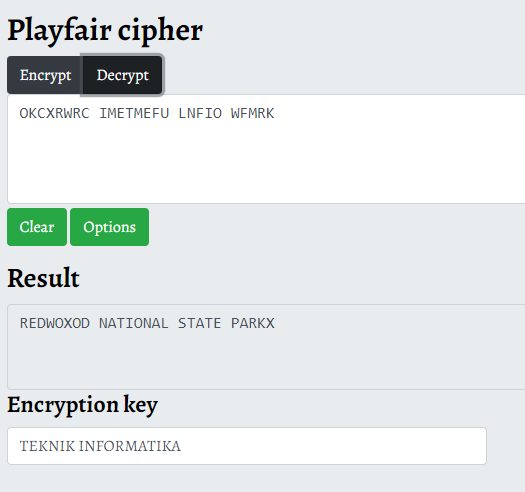 Playfair cipher
Encrypt Decrypt
OKCXRWRC IMETMEFU LNFIO WFMRK
Clear Options
Result
REDWOXOD NATIONAL STATE PARKX
Encryption key
TEKNIK INFORMATIKA